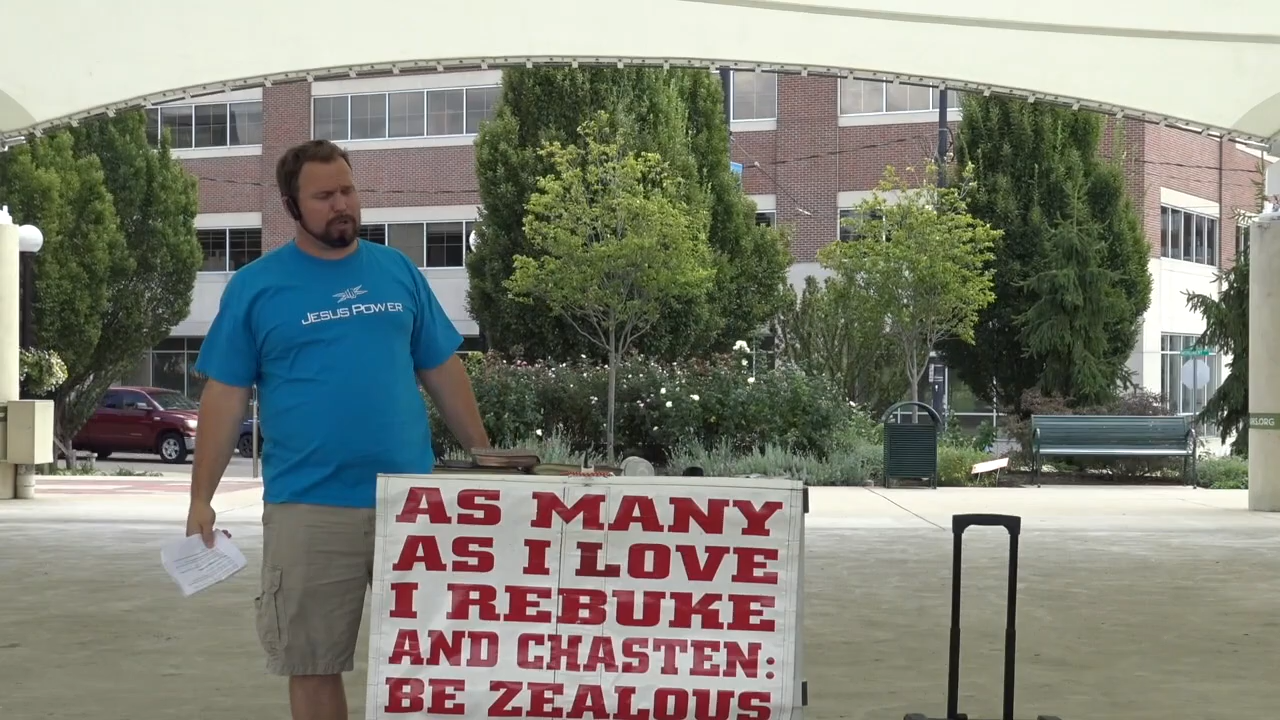 JESUS POWER
AS MANY
AS I LOVE
I REBUKE
AND CHASTEN:
BE ZEALOUS